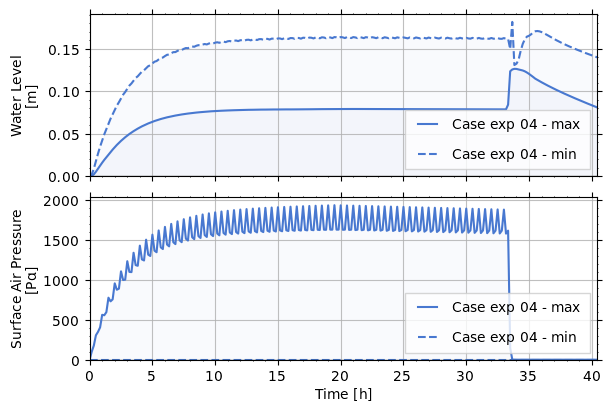 0.15
0.10
0.05
0.00
Water Level
[m]
Case exp 04 - max
Case exp 04 - min
2000
1500
1000
500
0
Surface Air Pressure
[Pa]
Case exp 04 - max
Case exp 04 - min
0 5 10 15 20 25 30 35 40
Time [h]